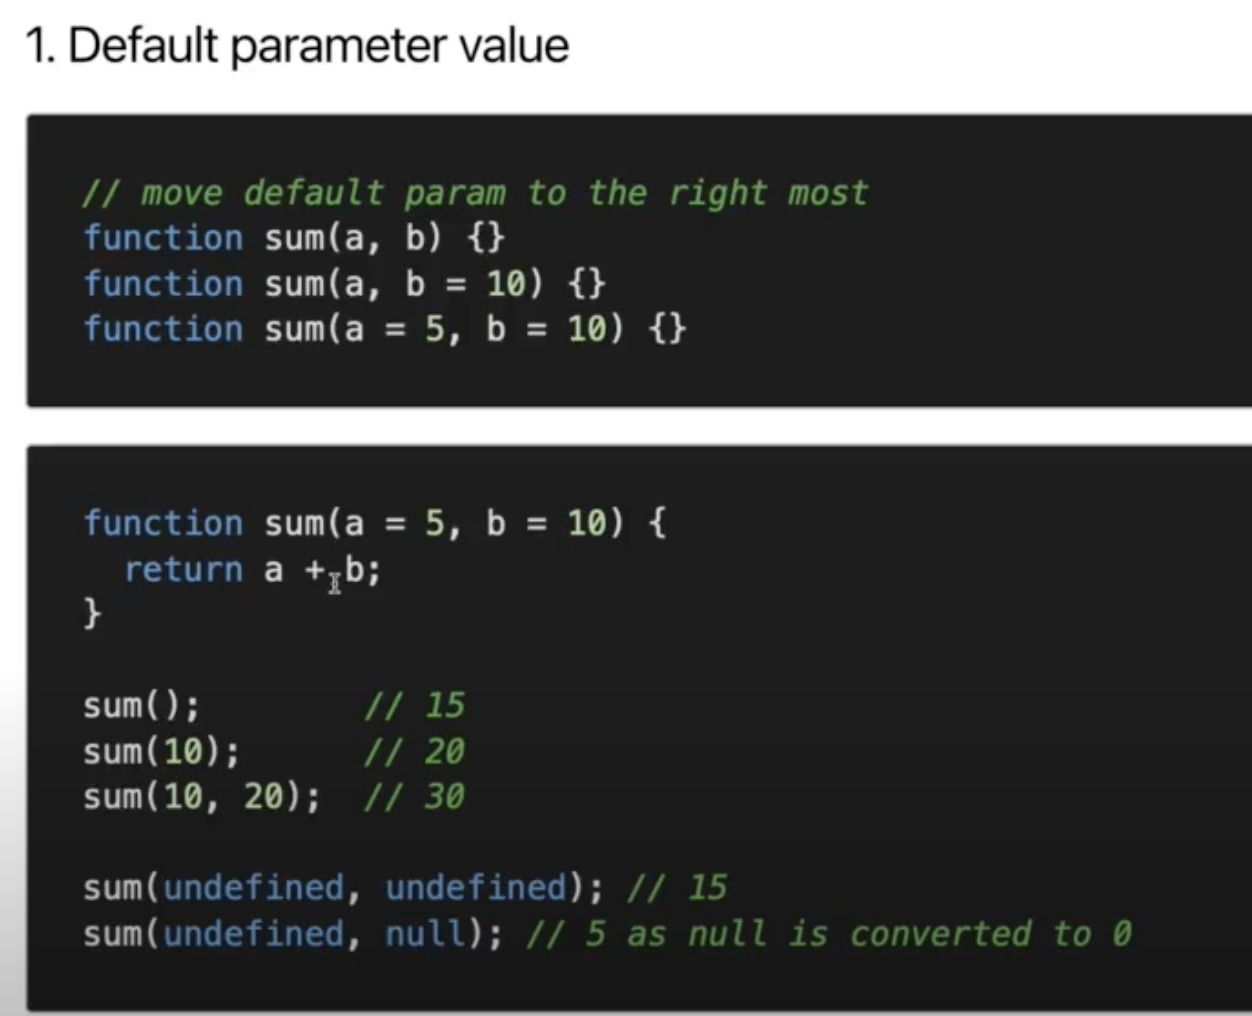 1. Default parameter value
// move default param to the right most
function sum(a, b) {}
function sum(a, b = 10) {}
function sum(a = 5, b = 10) {}
function sum(a = 5, b = 10) {
  return a + b;
}
sum();        // 15
sum(10);      // 20
sum(10, 20);  // 30
sum(undefined, undefined); // 15
sum(undefined, null); // 5 as null is converted to 0